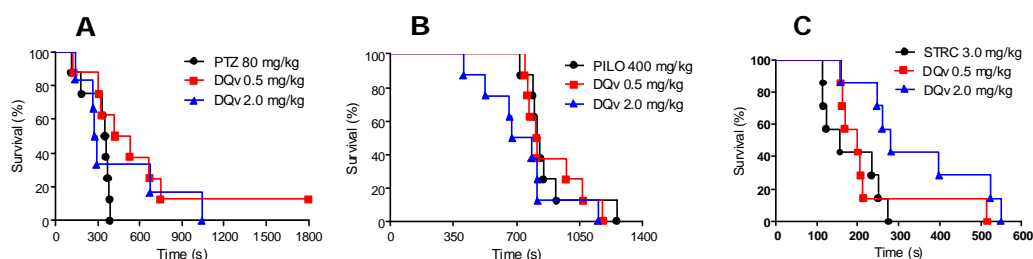 A
PTZ 80 mg/kg
DQv 0.5 mg/kg
DQv 2.0 mg/kg
Survival (%)
100
80
60
40
20
0
0 300 600 900 1200 1500 1800
Time (s)
B
PILO 400 mg/kg
DQv 0.5 mg/kg
DQv 2.0 mg/kg
Survival (%)
100
80
60
40
20
0
0 350 700 1050 1400
Time (s)
C
STRC 3.0 mg/kg
DQv 0.5 mg/kg
DQv 2.0 mg/kg
Survival (%)
100
80
60
40
20
0
0 100 200 300 400 500 600
Time (s)